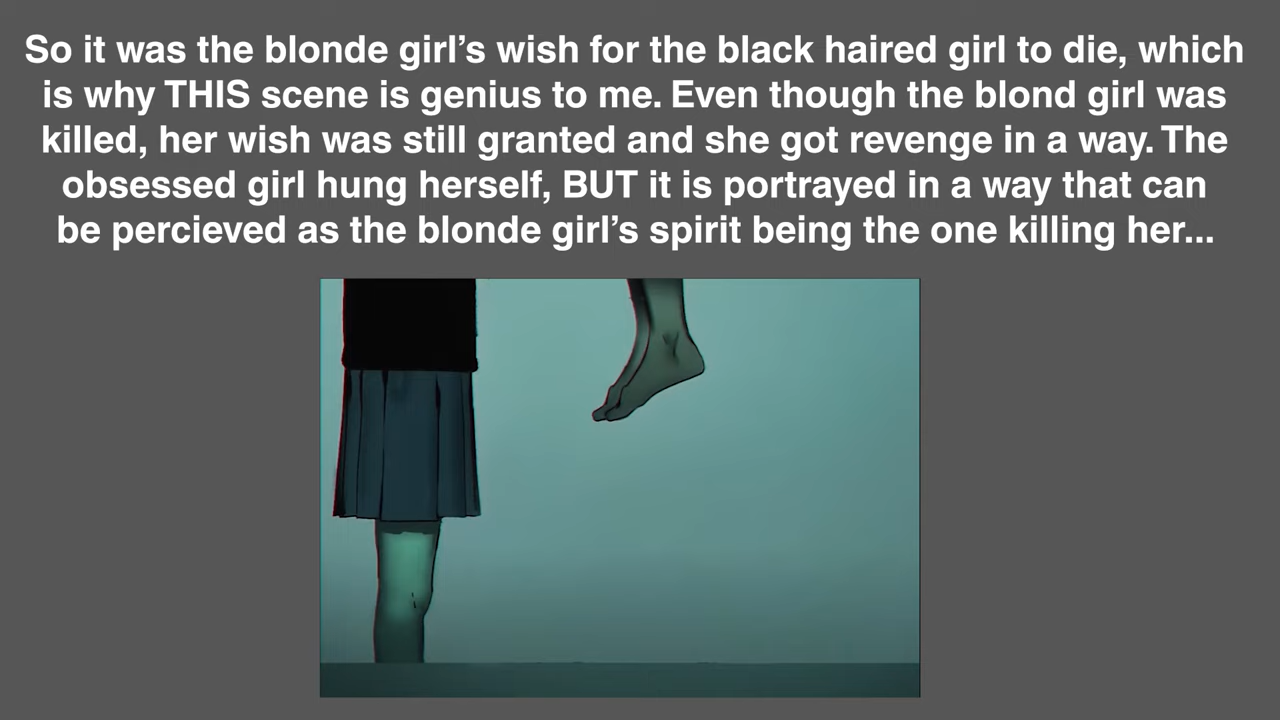 So it was the blonde girl’s wish for the black haired girl to die, which
is why THIS scene is genius to me. Even though the blond girl was
killed, her wish was still granted and she got revenge in a way. The
obsessed girl hung herself, BUT it is portrayed in a way that can
be percieved as the blonde girl’s spirit being the one killing her...